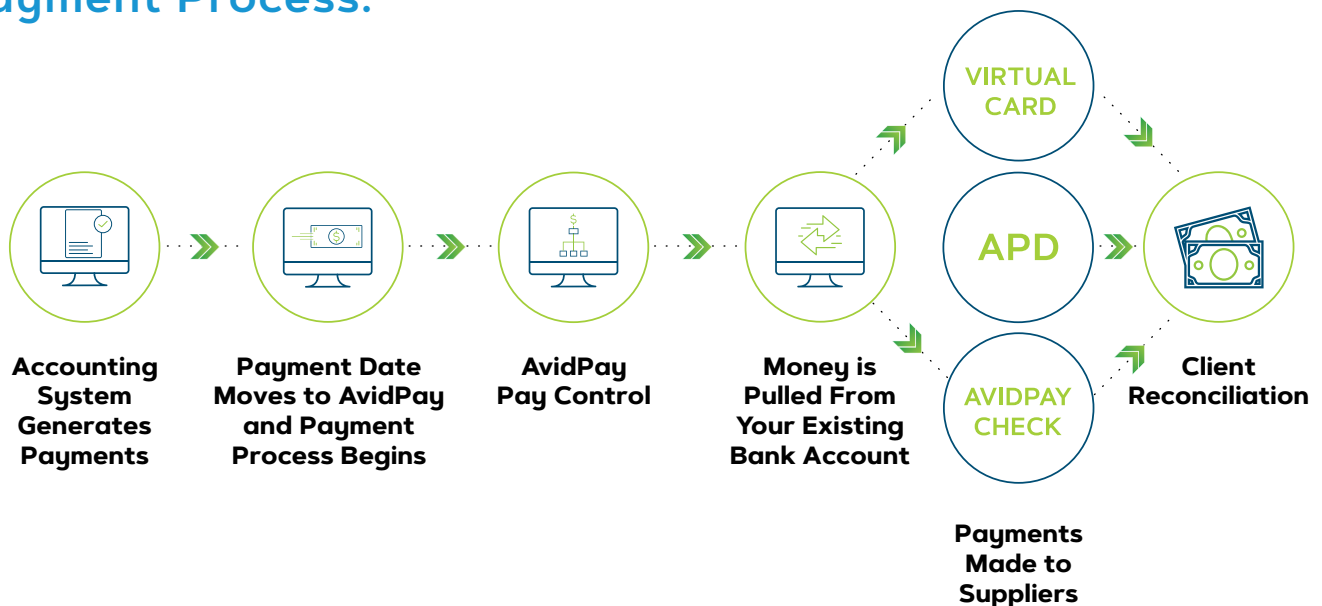 ayment Process:
Accounting
System
Generates
Payments
Payment Date
Moves to AvidPay
and Payment
Process Begins
AvidPay
Pay Control
Money is
Pulled From
Your Existing
Bank Account
VIRTUAL
CARD
APD
AVIDPAY
CHECK
Payments
Made to
Suppliers
Client
Reconciliation